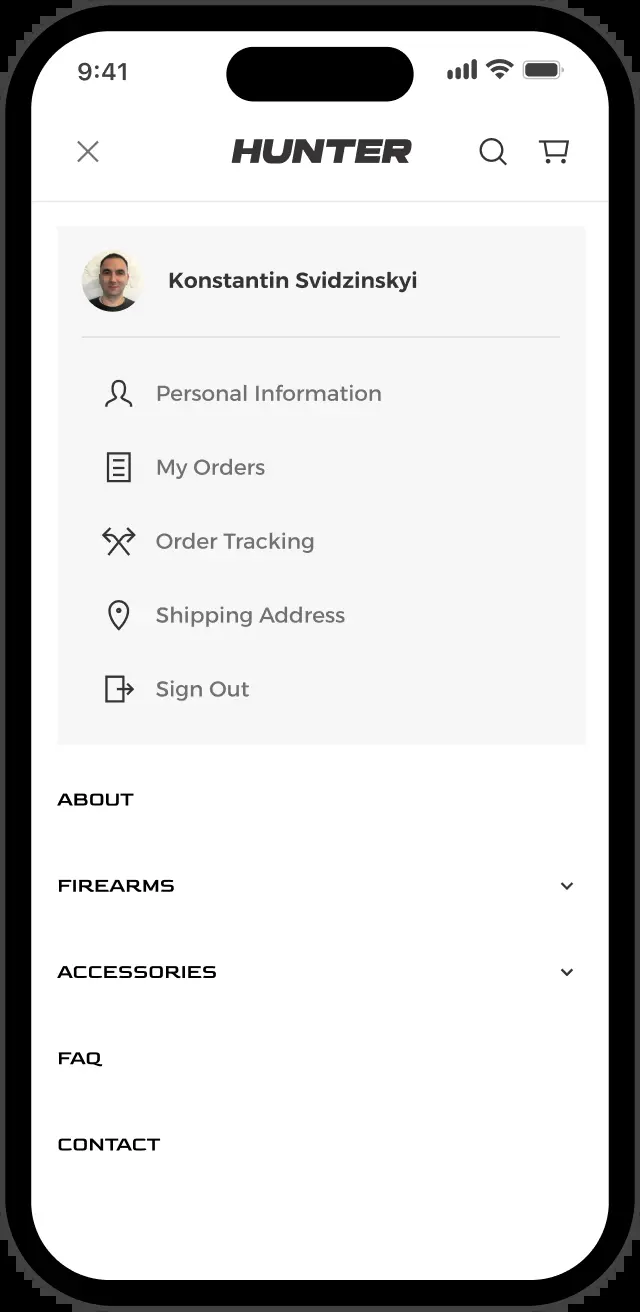 9:41
HUNTER
Konstantin Svidzinskyi
Personal Information
My Orders
Order Tracking
Shipping Address
Sign Out
ABOUT
FIREARMS
ACCESSORIES
FAQ
CONTACT